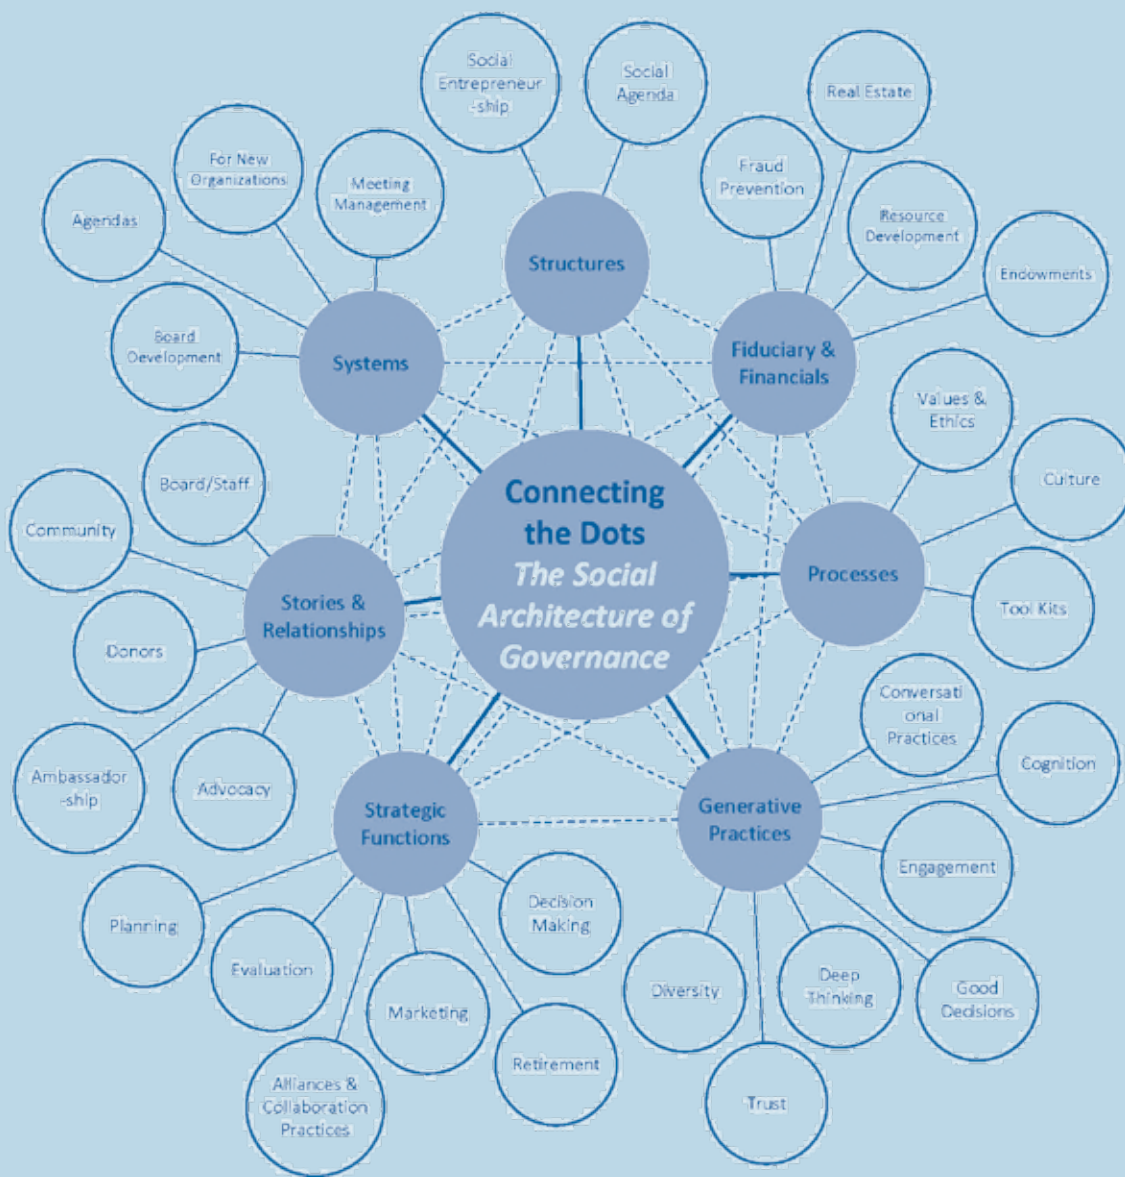 Social
Entrepreneur
-ship
Social
Agenda
Real Estate
For New
Organizations
Meeting
Management
Fraud
Prevention
Agendas
Resource
Development
Endowments
Structures
Board
Development
Systems
Fiduciary &
Financials
Values &
Ethics
Board/Staff
Culture
Community
Connecting
the Dots
The Social
Architecture of
Governance
Processes
Stories &
Relationships
Tool Kits
Donors
Conversati
onal
Practices
Ambassador
-ship
Advocacy
Cognition
Strategic
Functions
Generative
Practices
Engagement
Planning
Decision
Making
Evaluation
Marketing
Diversity
Deep
Thinking
Good
Decisions
Retirement
Alliances &
Collaboration
Practices
Trust